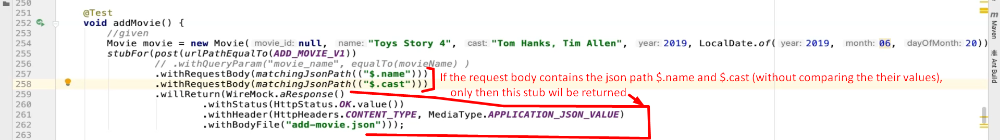 250
251 @Test
252 void addMovie() {
253 //given
254 Movie movie = new Movie( movie_id: null, name: "Toys Story 4", cast: "Tom Hanks, Tim Allen", year: 2019, LocalDate.of( year: 2019, month: 06, dayOfMonth: 20))
255 stubFor(post(urlPathEqualTo(ADD_MOVIE_V1))
256 // .withQueryParam("movie_name", equalTo(movieName) )
257 .withRequestBody(matchingJsonPath(("$.name")))
258 .withRequestBody(matchingJsonPath(("$.cast")))
If the request body contains the json path $.name and $.cast (without comparing the their values),
only then this stub wil be returned
259 .willReturn(WireMock.aResponse()
260 .withStatus(HttpStatus.OK.value())
261 .withHeader(HttpHeaders.CONTENT_TYPE, MediaType.APPLICATION_JSON_VALUE)
262 .withBodyFile("add-movie.json")));
263
m Maven
Ant Build